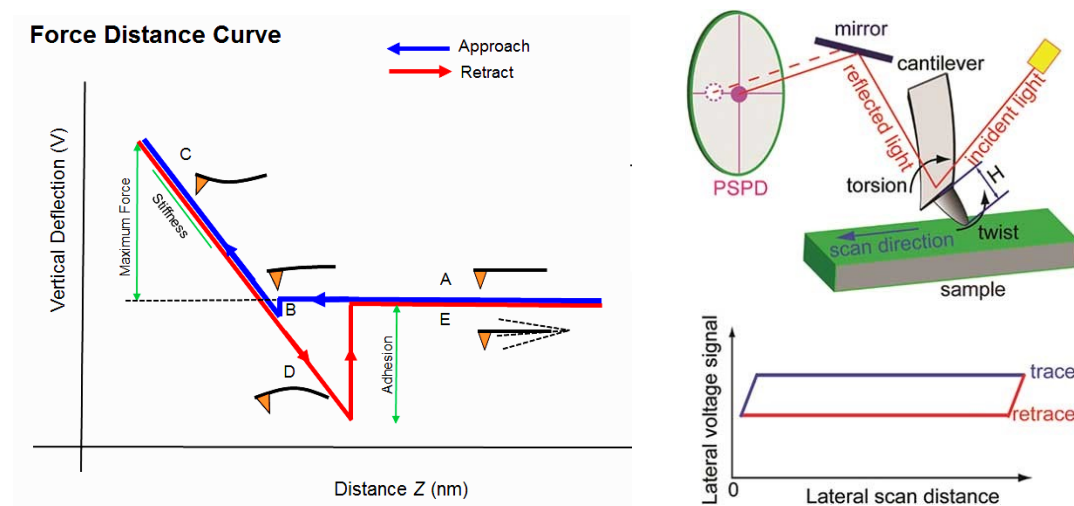 Force Distance Curve
Approach
Retract
Vertical Deflection (V)
Maximum Force
C
Stiffness
B
A
E
D
Adhesion
Distance Z (nm)
mirror
cantilever
reflected light
incident light
PSPD
torsion
H
twist
scan direction
sample
Lateral voltage signal
trace
retrace
0
Lateral scan distance